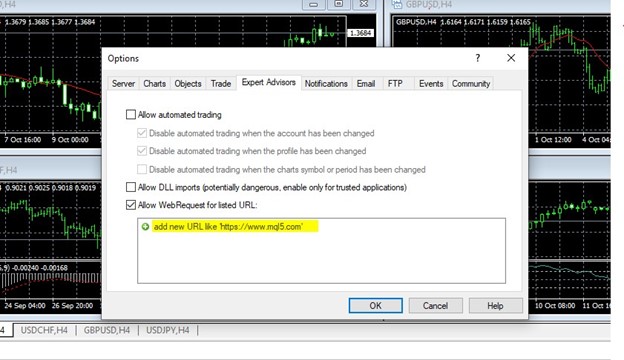 ,H4 1.3679 1.3685 1.3679 1.3684
GBPUSD,H4
GBPUSD,H4 1.6164 1.6171 1.6159 1.6165
1.3684
Options
? ×
Server Charts Objects Trade Expert Advisors Notifications Email FTP Events Community
Allow automated trading
Disable automated trading when the account has been changed
Disable automated trading when the profile has been changed
Disable automated trading when the charts symbol or period has been changed
Allow DLL imports (potentially dangerous, enable only for trusted applications)
Allow WebRequest for listed URL:
add new URL like 'https://www.mql5.com'
OK Cancel Help
7 Oct 16:00 9 Oct 00:00
1 Oct 12:00 4 Oct
0.9021 0.9025 0.9018 0.9019
-0.00240 -0.00168
24 Sep 04:00 26 Sep 20:00
10 Oct 08:00 11 Oct 16:
USDCHF,H4 GBPUSD,H4 USDJPY,H4